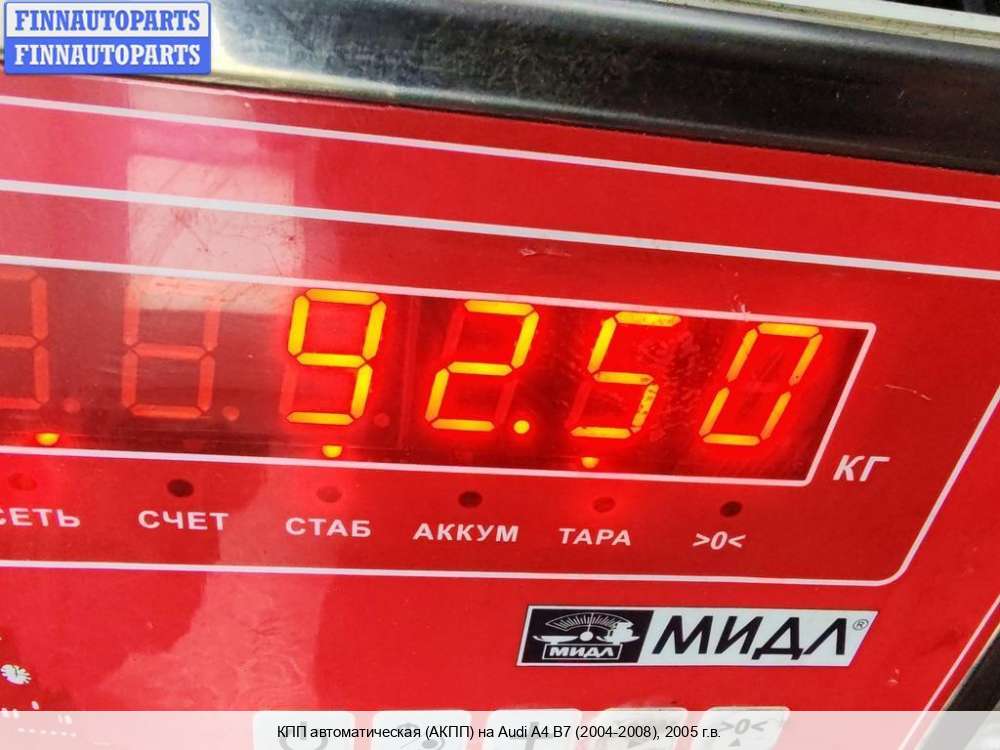 FINNAUTOPARTS
FINNAUTOPARTS
92.50
КГ
СЕТЬ СЧЕТ СТАБ АККУМ ТАРА >0<
МИДЛ МИДЛ®
>0<
КПП автоматическая (АКПП) на Audi A4 B7 (2004-2008), 2005 г.в.